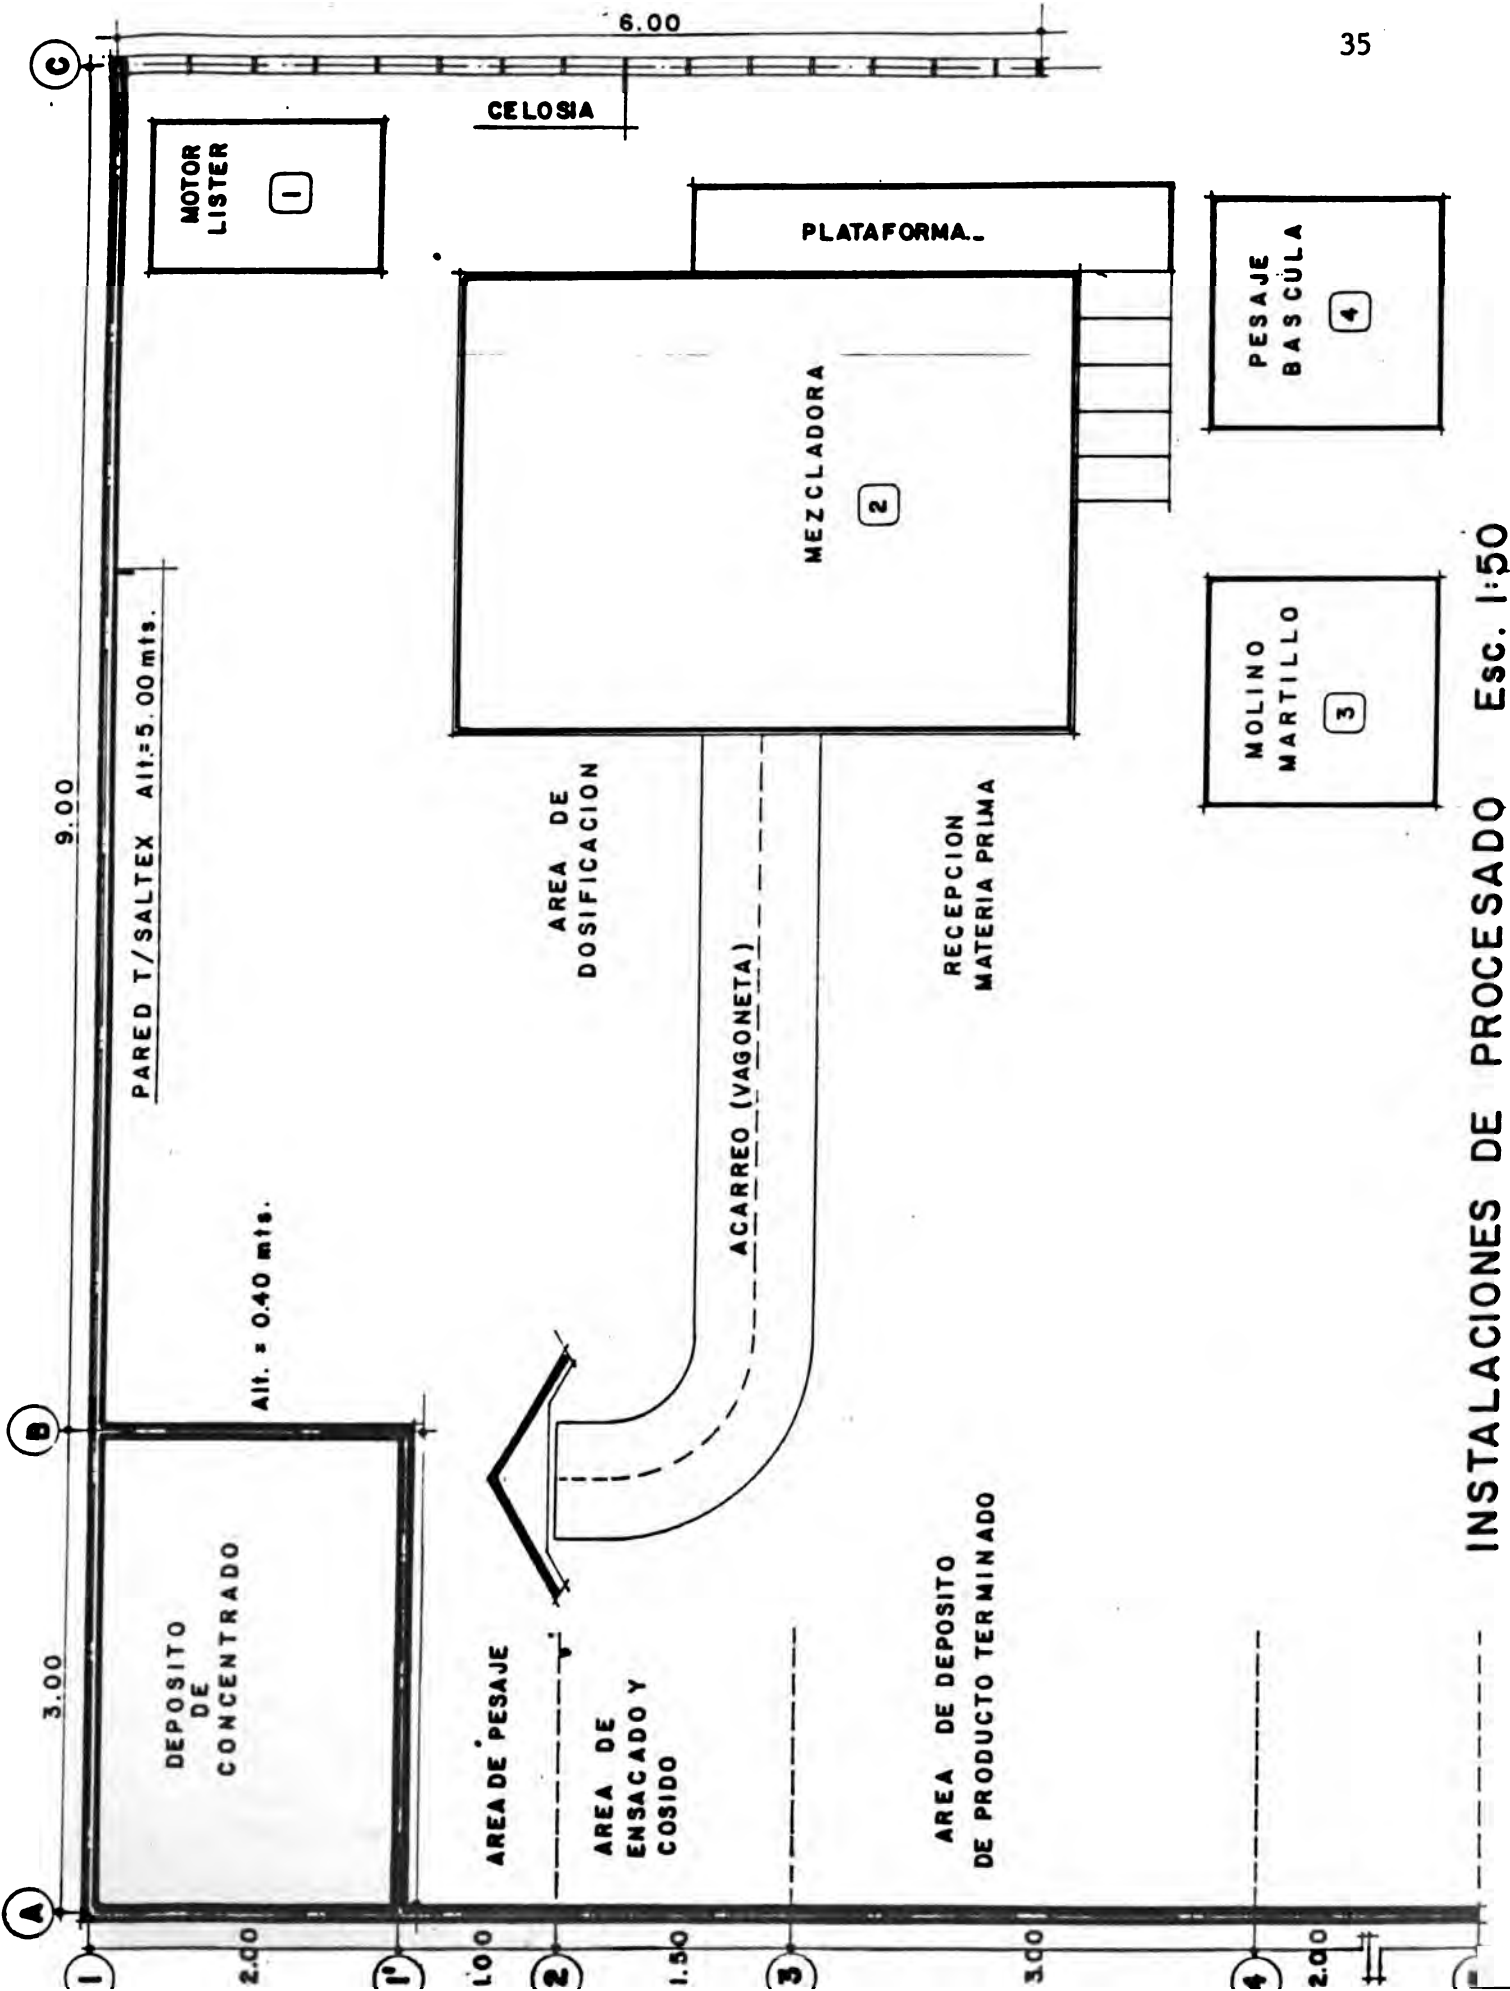 35
A
B
C
3.00
9.00
6.00
1
2.00
1'
1.00
2
1.50
3
3.00
4
2.00
DEPOSITO
DE
CONCENTRADO
Alt. = 0.40 mts.
PARED T/SALTEX Alt.=5.00mts.
MOTOR
LISTER
1
CELOSIA
AREA DE PESAJE
AREA DE
ENSACADO Y
COSIDO
AREA DE
DOSIFICACION
ACARREO (VAGONETA)
MEZCLADORA
2
PLATAFORMA
AREA DE DEPOSITO
DE PRODUCTO TERMINADO
RECEPCION
MATERIA PRIMA
MOLINO
MARTILLO
3
PESAJE
BASCULA
4
INSTALACIONES DE PROCESADO Esc. 1:50